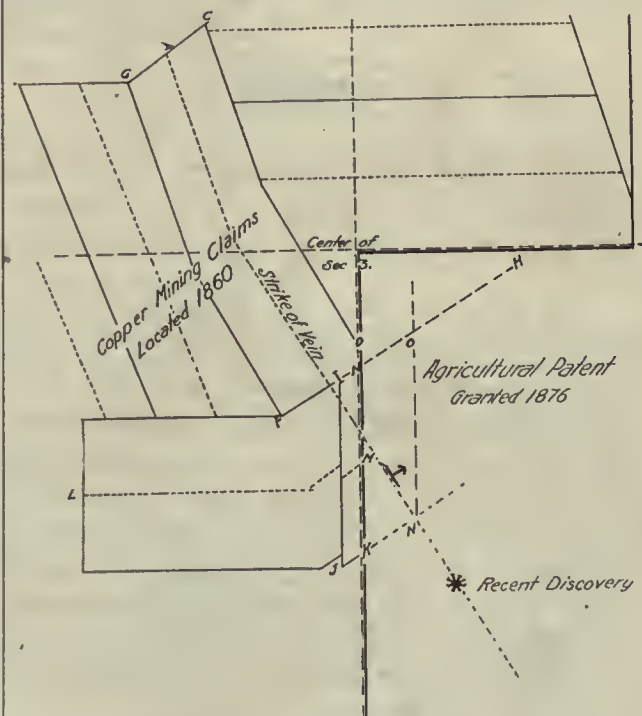 C
G
A
Copper Mining Claims
Located 1860
Center of
Sec 3.
H
Strike of Vein
D
O
Agricultural Patent
Granted 1876
N
F
M
L
N
K
J
Recent Discovery